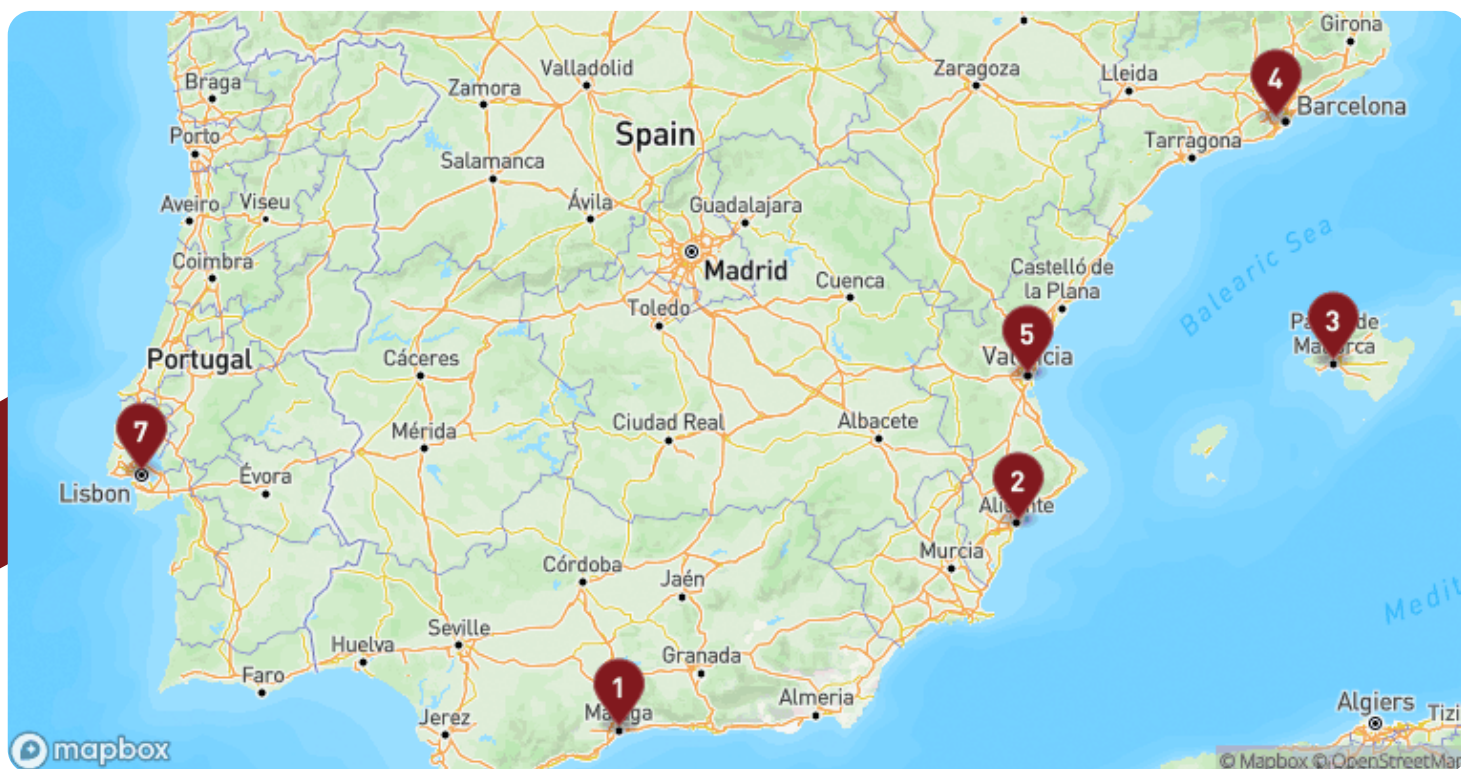 Girona
4
Barcelona
Valladolid
Zaragoza
Lleida
Braga
Zamora
Porto
Spain
Tarragona
Salamanca
Aveiro
Viseu
Ávila
Guadalajara
Balearic Sea
Coimbra
Madrid
Cuenca
Castelló de
la Plana
Toledo
5
3
Portugal
Cáceres
7
Ciudad Real
Albacete
Mérida
Lisbon
Évora
2
Murcia
Córdoba
Jaén
Seville
Huelva
Granada
Faro
1
Almeria
Jerez
Algiers
mapbox
© Mapbox © OpenStreetMap